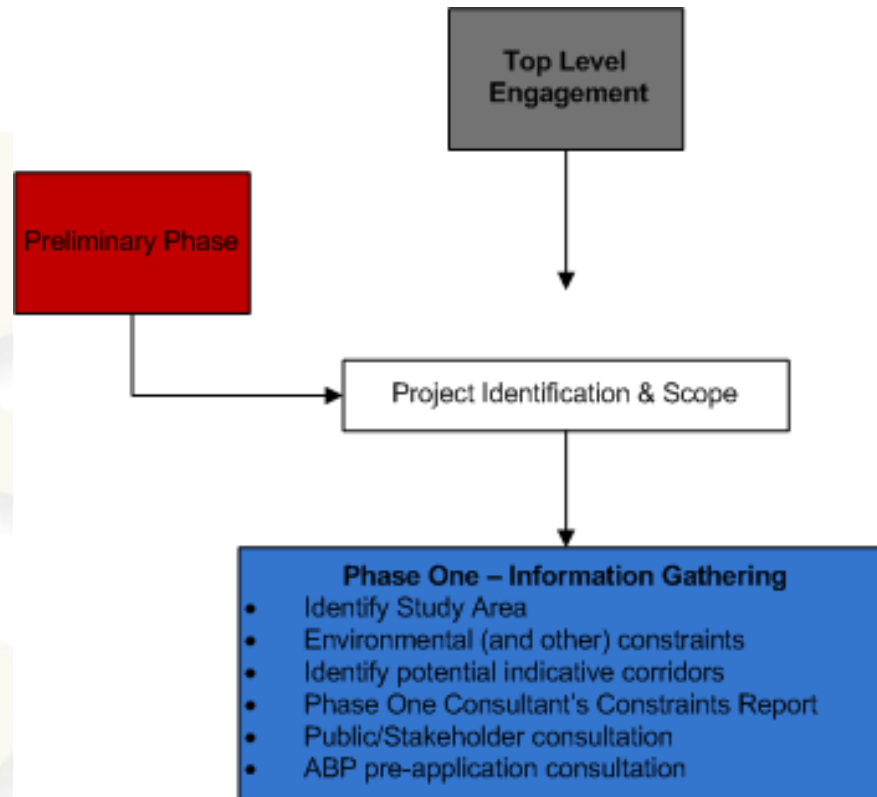 Top Level
Engagement
Preliminary Phase
Project Identification & Scope
Phase One – Information Gathering
• Identify Study Area
• Environmental (and other) constraints
• Identify potential indicative corridors
• Phase One Consultant's Constraints Report
• Public/Stakeholder consultation
• ABP pre-application consultation